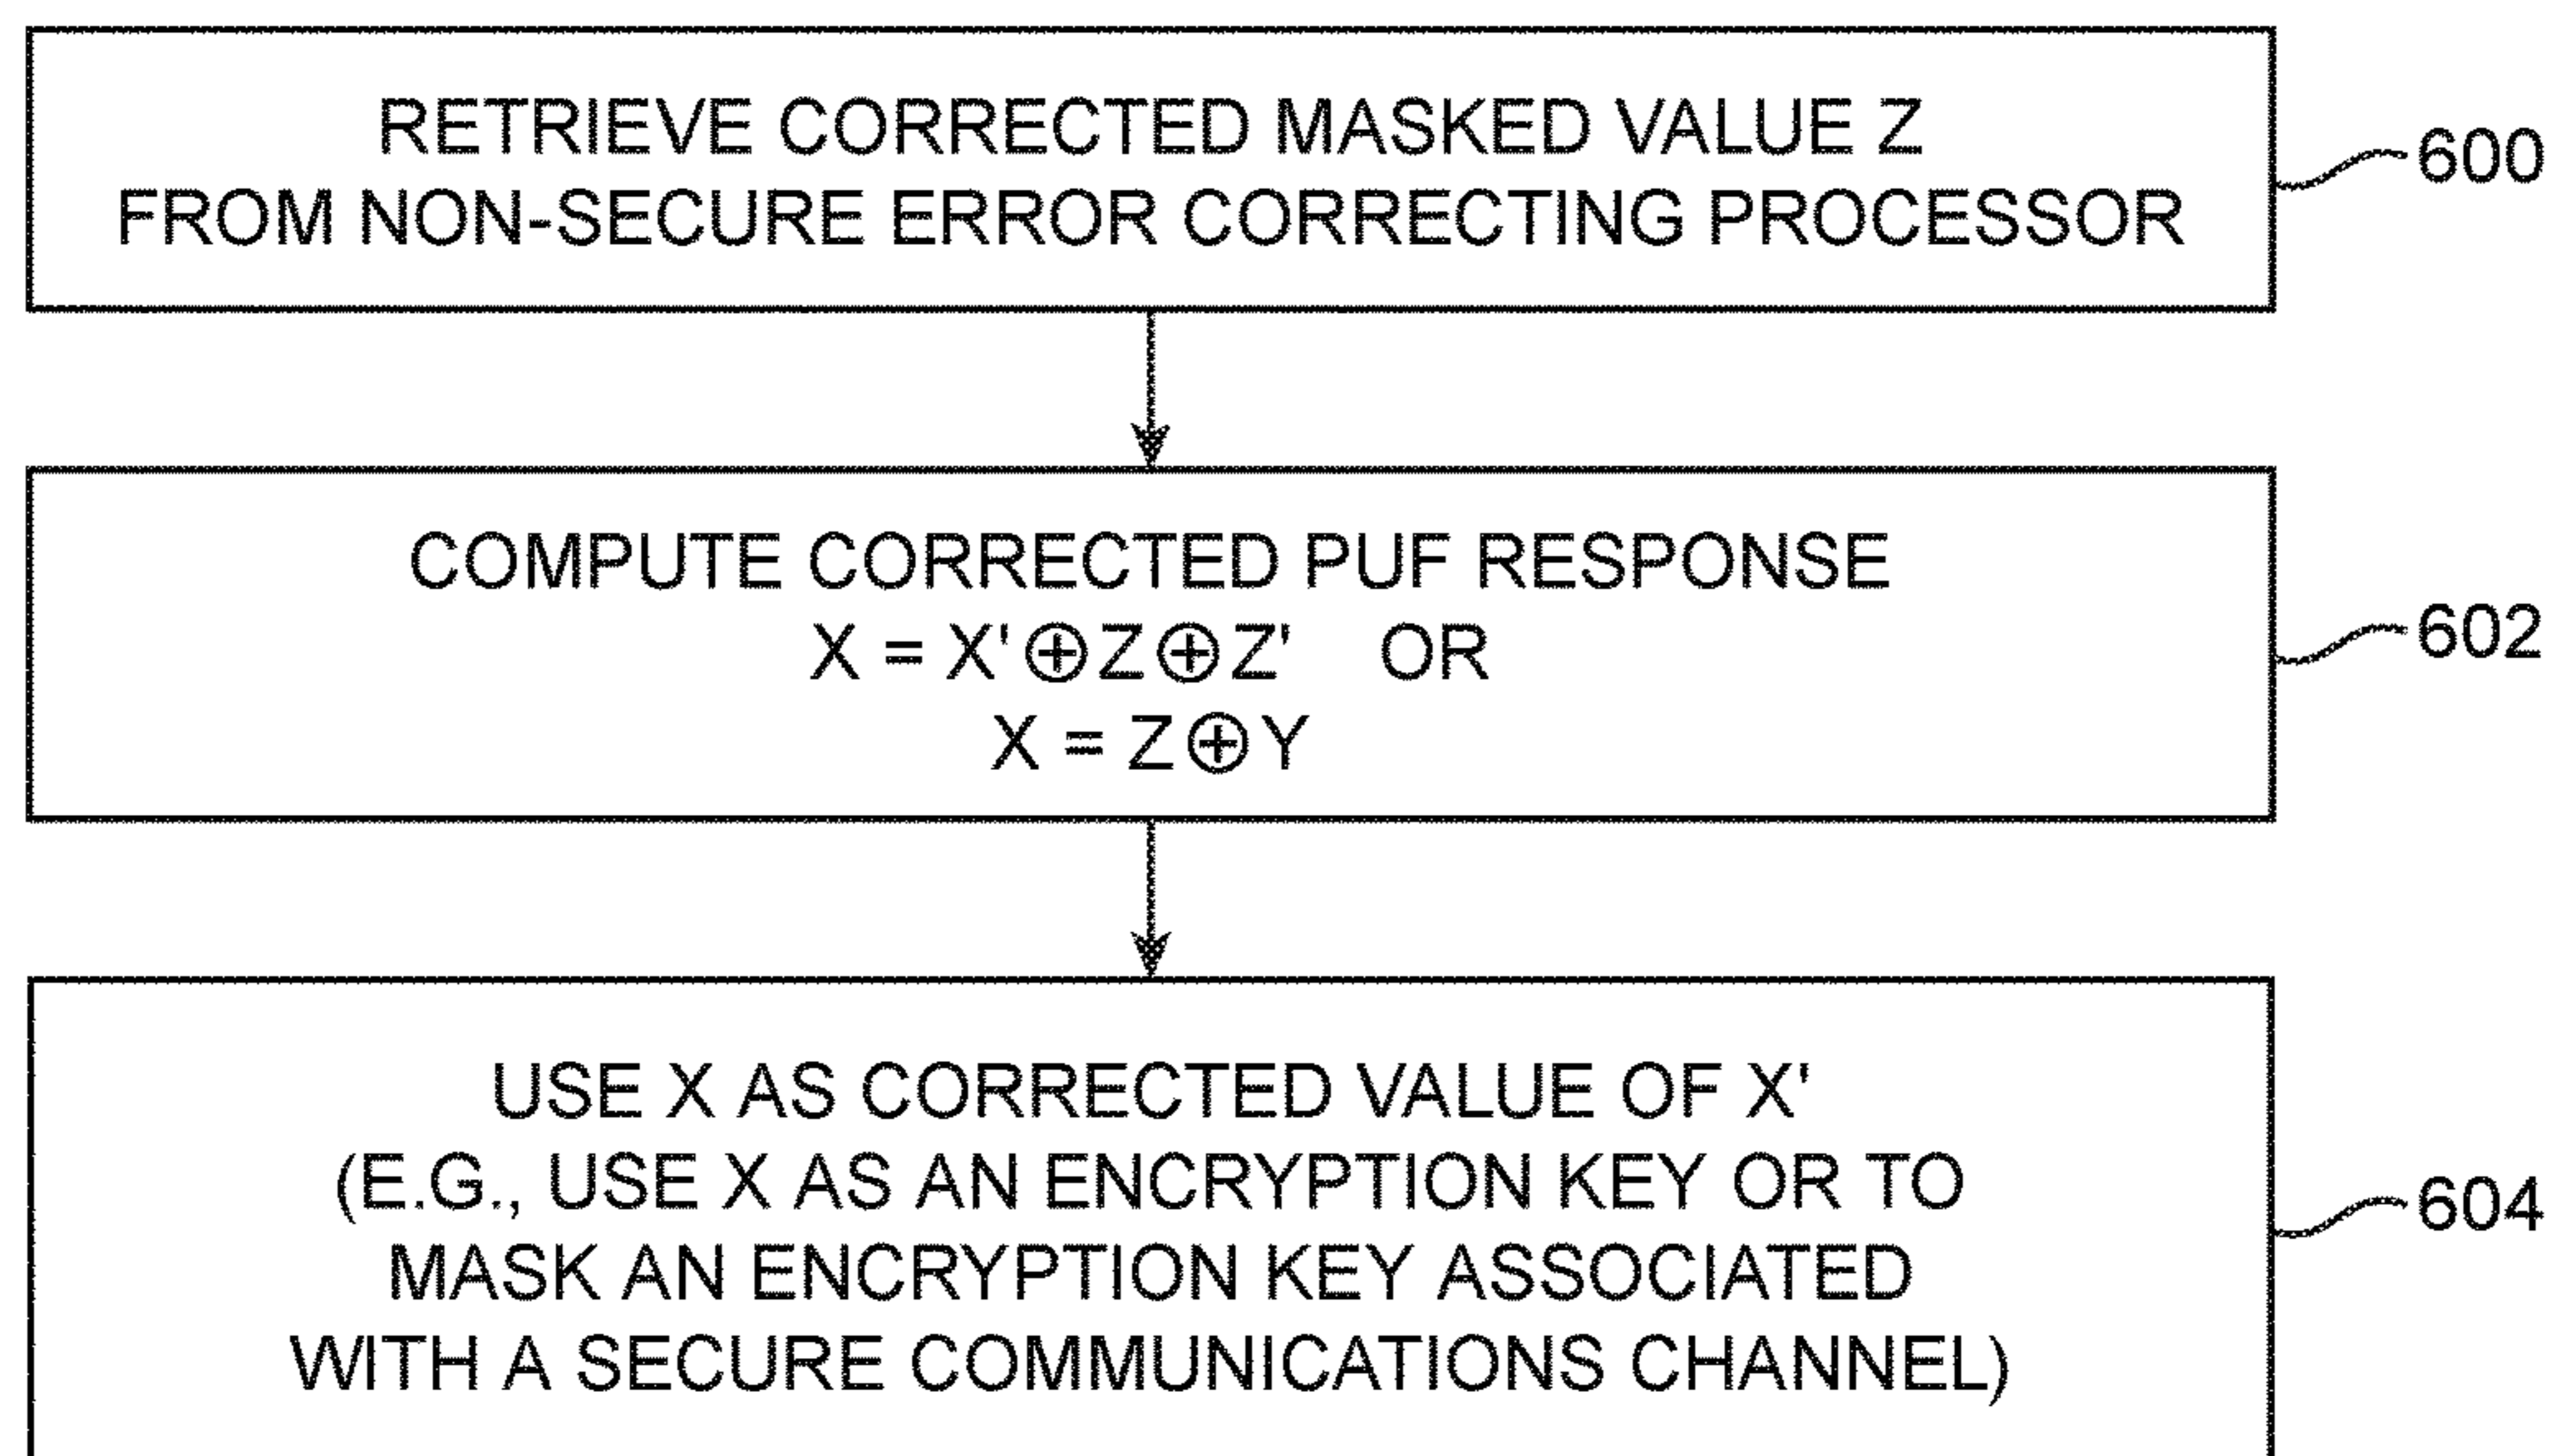 RETRIEVE CORRECTED MASKED VALUE Z
FROM NON-SECURE ERROR CORRECTING PROCESSOR
600
COMPUTE CORRECTED PUF RESPONSE
X = X'⊕Z⊕Z' OR
X = Z⊕Y
602
USE X AS CORRECTED VALUE OF X'
(E.G., USE X AS AN ENCRYPTION KEY OR TO
MASK AN ENCRYPTION KEY ASSOCIATED
WITH A SECURE COMMUNICATIONS CHANNEL)
604